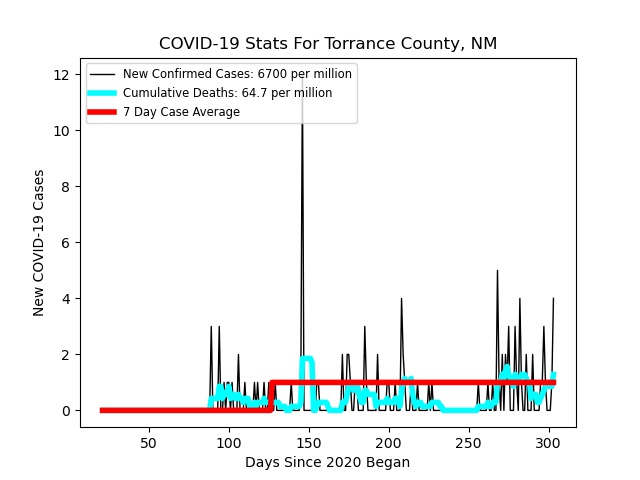 COVID-19 Stats For Torrance County, NM
New Confirmed Cases: 6700 per million
Cumulative Deaths: 64.7 per million
7 Day Case Average
New COVID-19 Cases
12
10
8
6
4
2
0
50 100 150 200 250 300
Days Since 2020 Began